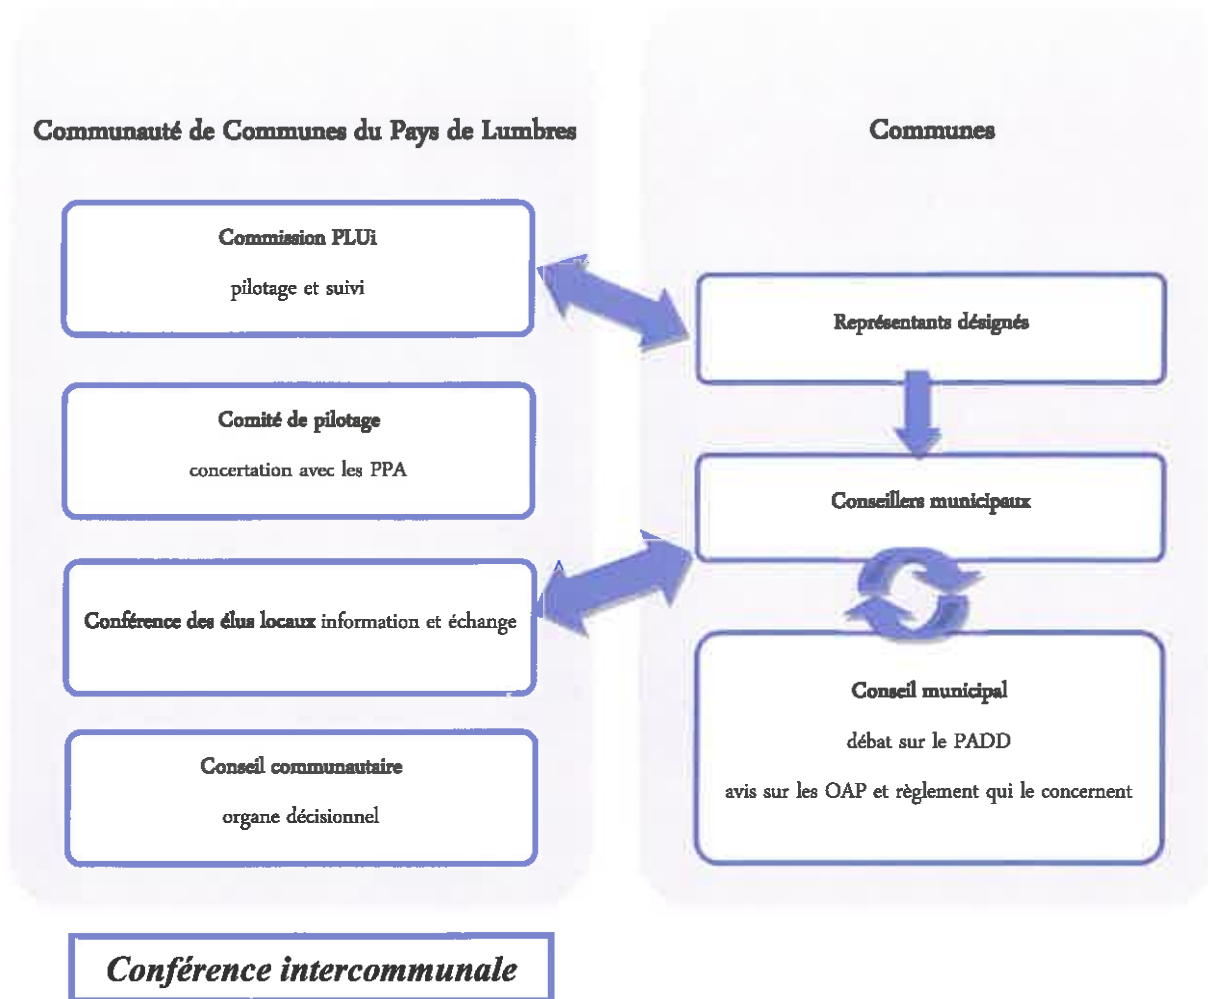 Communauté de Communes du Pays de Lumbres
Commission PLUi
pilotage et suivi
Comité de pilotage
concertation avec les PPA
Conférence des élus locaux information et échange
Conseil communautaire
organe décisionnel
Communes
Représentants désignés
Conseillers municipaux
Conseil municipal
débat sur le PADD
avis sur les OAP et règlement qui le concernent
Conférence intercommunale